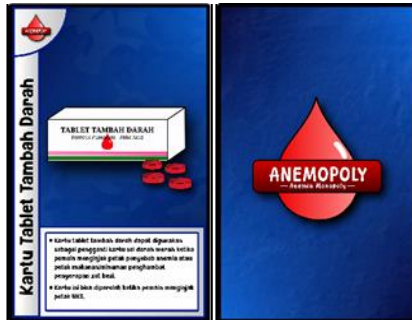 ANEMOPOLY
Kartu Tablet Tambah Darah
TABLET TAMBAH DARAH
• Kartu tablet tambah darah dapat digunakan
sebagai pengganti kartu sel darah merah ketika
pemain menginjak petak penyebab anemia atau
petak makanan/minuman penghambat
penyerapan zat besi.
• Kartu ini bisa diperoleh ketika pemain menginjak
petak
ANEMOPOLY
Anemia Monopoly